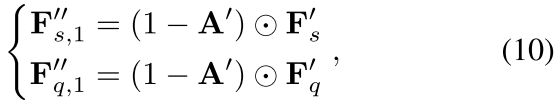 F''_{s,1} = (1 − A') ⊙ F'_s
F''_{q,1} = (1 − A') ⊙ F'_q , (10)